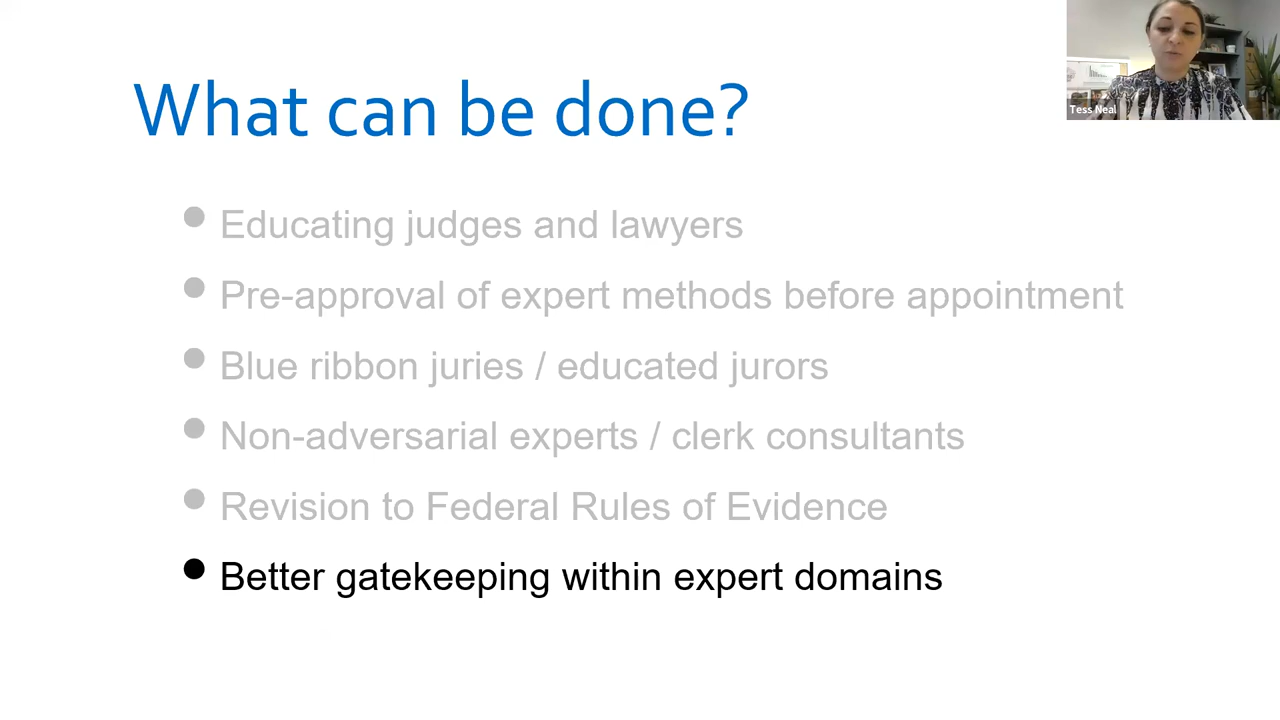 Tess Neal
What can be done?
• Educating judges and lawyers
• Pre-approval of expert methods before appointment
• Blue ribbon juries / educated jurors
• Non-adversarial experts / clerk consultants
• Revision to Federal Rules of Evidence
• Better gatekeeping within expert domains